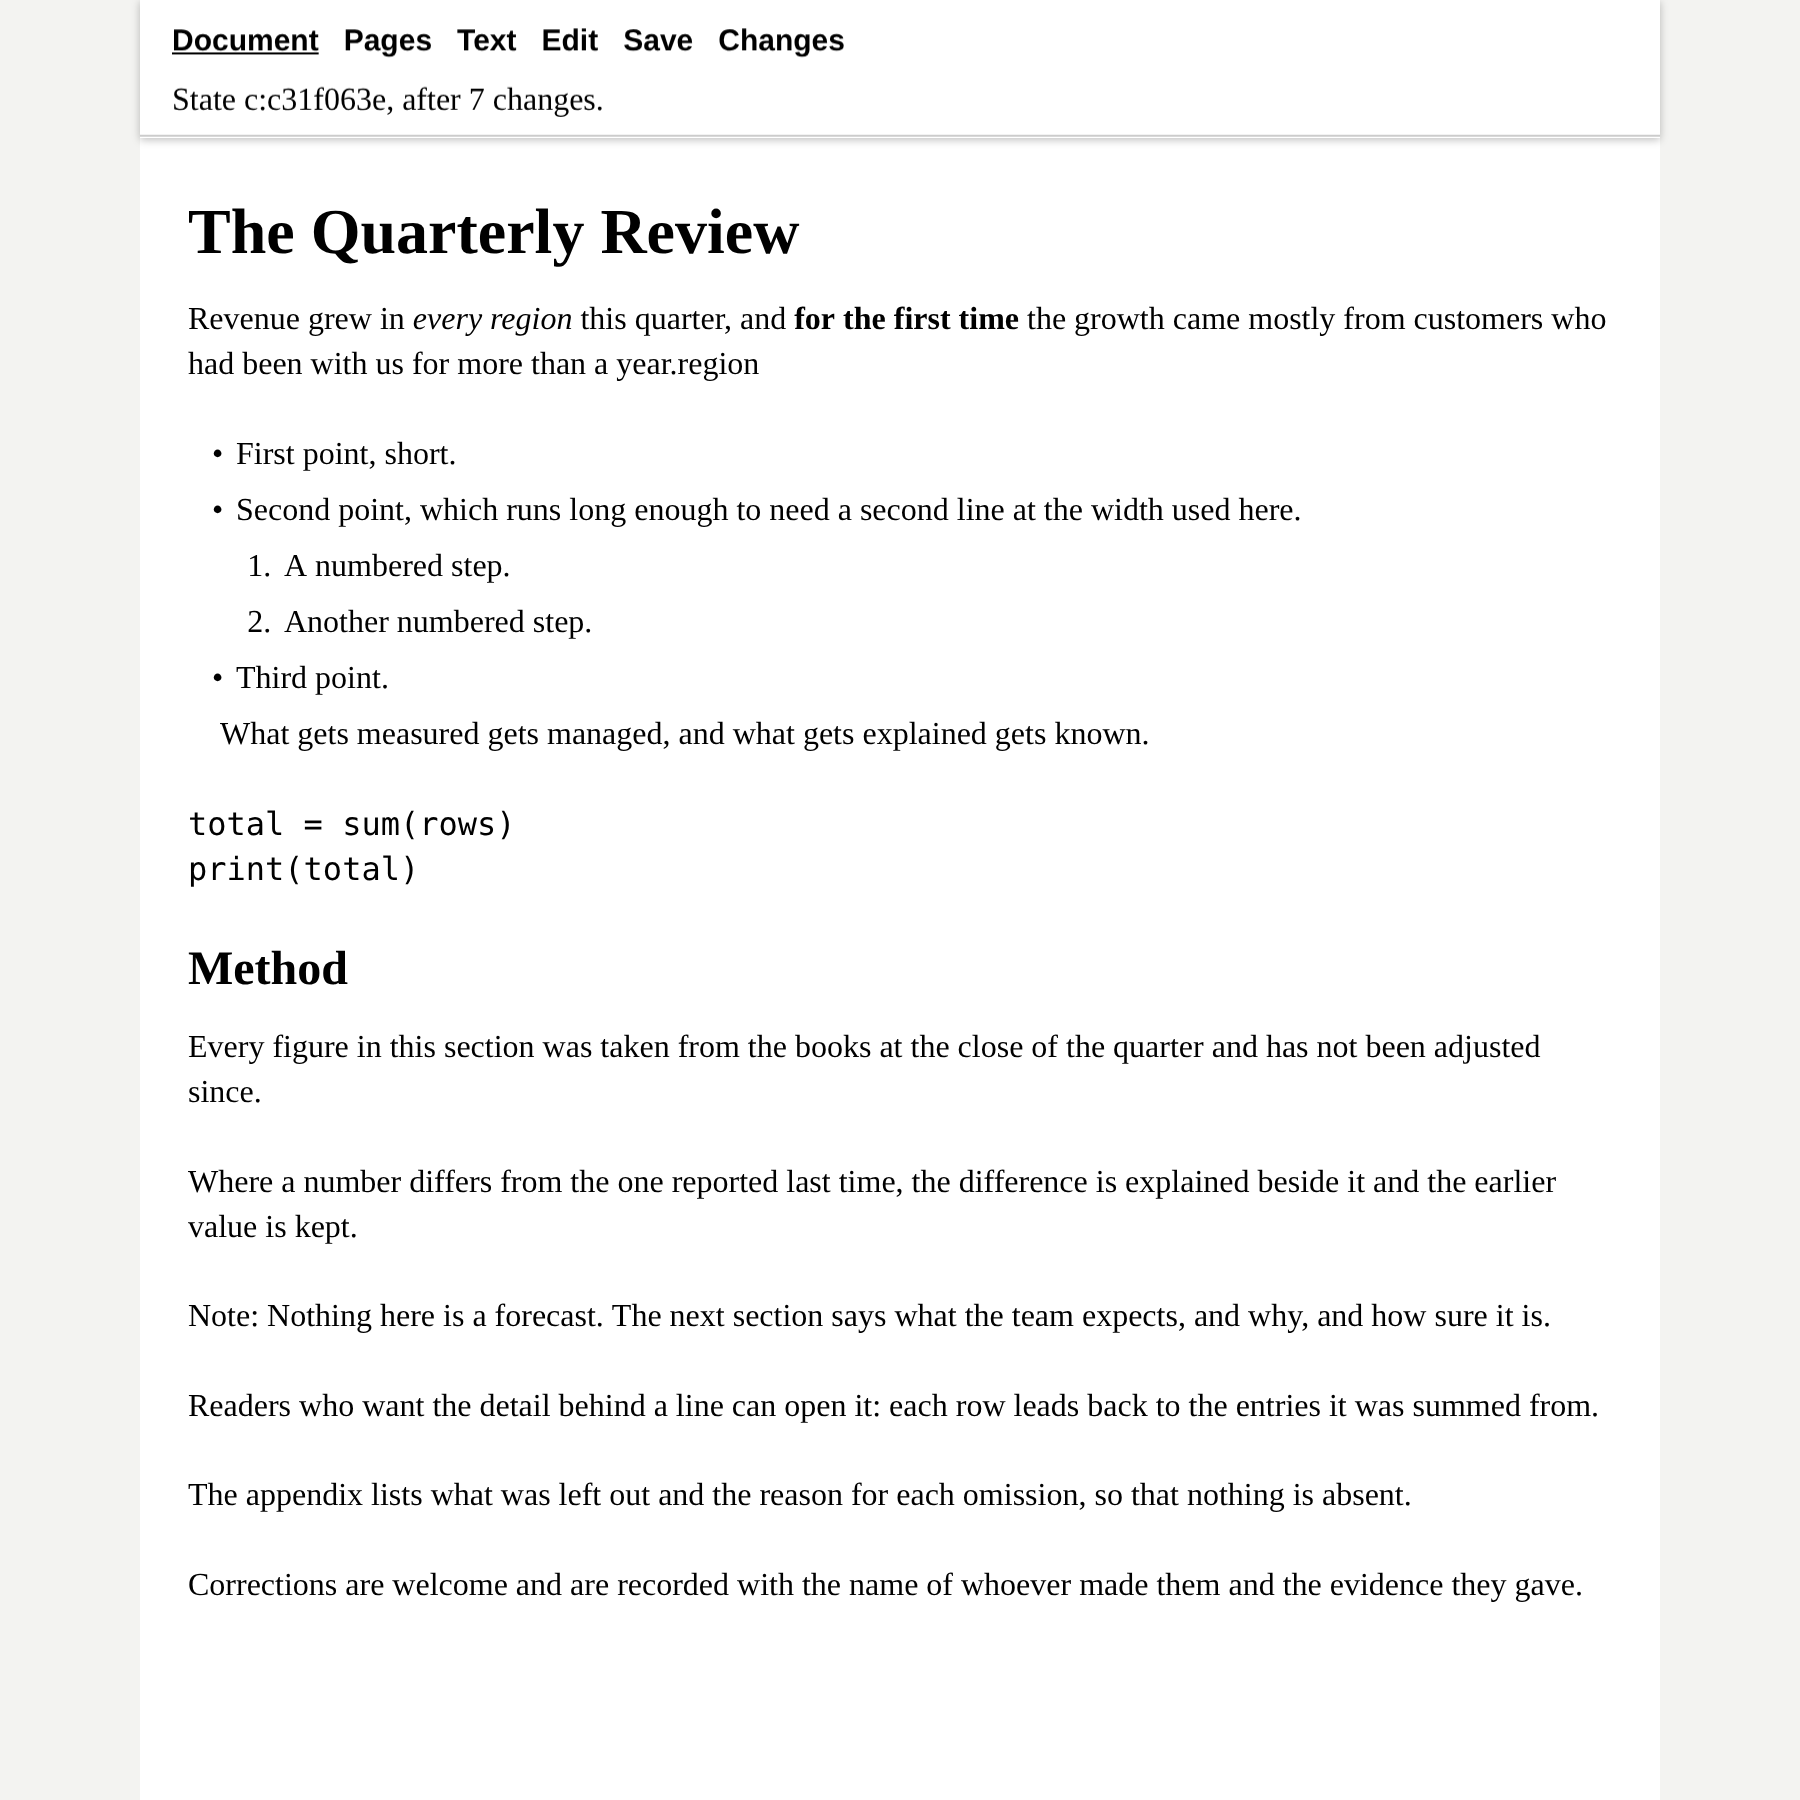 Document Pages Text Edit Save Changes
State c:c31f063e, after 7 changes.
The Quarterly Review
Revenue grew in every region this quarter, and for the first time the growth came mostly from customers who
had been with us for more than a year.region
• First point, short.
• Second point, which runs long enough to need a second line at the width used here.
1. A numbered step.
2. Another numbered step.
• Third point.
What gets measured gets managed, and what gets explained gets known.
total = sum(rows)
print(total)
Method
Every figure in this section was taken from the books at the close of the quarter and has not been adjusted
since.
Where a number differs from the one reported last time, the difference is explained beside it and the earlier
value is kept.
Note: Nothing here is a forecast. The next section says what the team expects, and why, and how sure it is.
Readers who want the detail behind a line can open it: each row leads back to the entries it was summed from.
The appendix lists what was left out and the reason for each omission, so that nothing is absent.
Corrections are welcome and are recorded with the name of whoever made them and the evidence they gave.